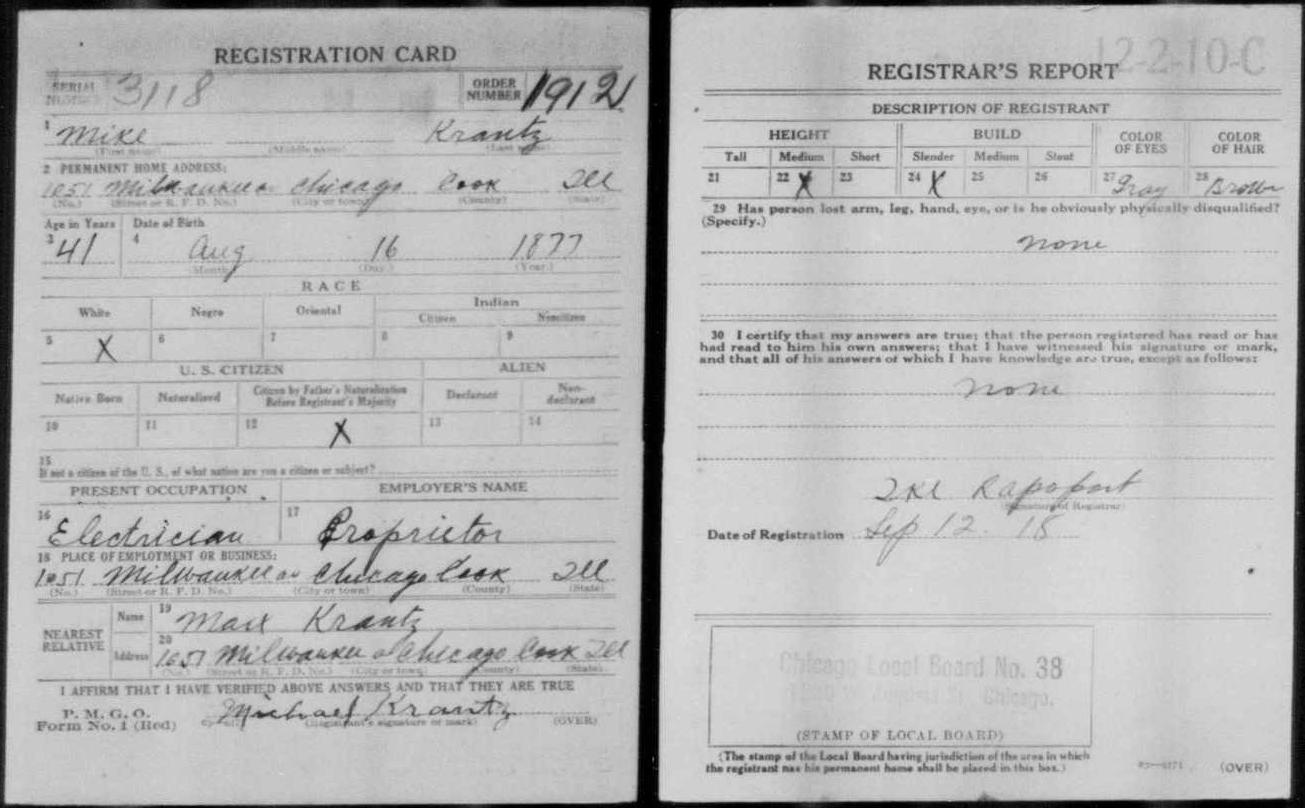 REGISTRATION CARD
SERIAL NUMBER 3118 ORDER NUMBER 1912
1 Mike Krantz
(First name) (Middle name) (Last name)
2 PERMANENT HOME ADDRESS:
1051 Milwaukee av Chicago Cook Ill
(No.) (Street or R. F. D. No.) (City or town) (County) (State)
Age in Years Date of Birth
3 41 4 Aug 16 1877
(Month) (Day.) (Year.)
RACE
White Negro Oriental Indian
Citizen Noncitizen
5 X 6 7 8 9
U. S. CITIZEN ALIEN
Native Born Naturalized Citizen by Father's Naturalization Before Registrant's Majority Declarant Non-declarant
10 11 12 X 13 14
15
If not a citizen of the U. S., of what nation are you a citizen or subject?
PRESENT OCCUPATION EMPLOYER'S NAME
16 Electrician 17 Proprietor
18 PLACE OF EMPLOYMENT OR BUSINESS:
1051 Milwaukee av Chicago Cook Ill
(No.) (Street or R. F. D. No.) (City or town) (County) (State)
NEAREST RELATIVE Name 19 Max Krantz
Address 20 1051 Milwaukee av Chicago Cook Ill
(No.) (Street or R. F. D. No.) (City or town) (County) (State)
I AFFIRM THAT I HAVE VERIFIED ABOVE ANSWERS AND THAT THEY ARE TRUE
P. M. G. O.
Form No. 1 (Red) Michael Krantz
(Registrant's signature or mark) (OVER)
12-2-10-C
REGISTRAR'S REPORT
DESCRIPTION OF REGISTRANT
HEIGHT BUILD COLOR OF EYES COLOR OF HAIR
Tall Medium Short Slender Medium Stout
21 22 X 23 24 X 25 26 27 Gray 28 Brown
29 Has person lost arm, leg, hand, eye, or is he obviously physically disqualified?
(Specify.)
none
30 I certify that my answers are true; that the person registered has read or has
had read to him his own answers; that I have witnessed his signature or mark,
and that all of his answers of which I have knowledge are true, except as follows:
none
Ike Rapoport
(Signature of Registrar)
Date of Registration Sep 12. 18
Chicago Local Board No. 38
Augusta St. Chicago.
(STAMP OF LOCAL BOARD)
(The stamp of the Local Board having jurisdiction of the area in which
the registrant has his permanent home shall be placed in this box.)
(OVER)